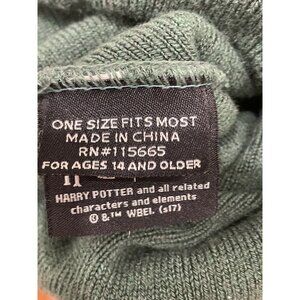 ONE SIZE FITS MOST
MADE IN CHINA
RN#115665
FOR AGES 14 AND OLDER
HARRY POTTER and all related
characters and elements
© &™ WBEI. (s17)